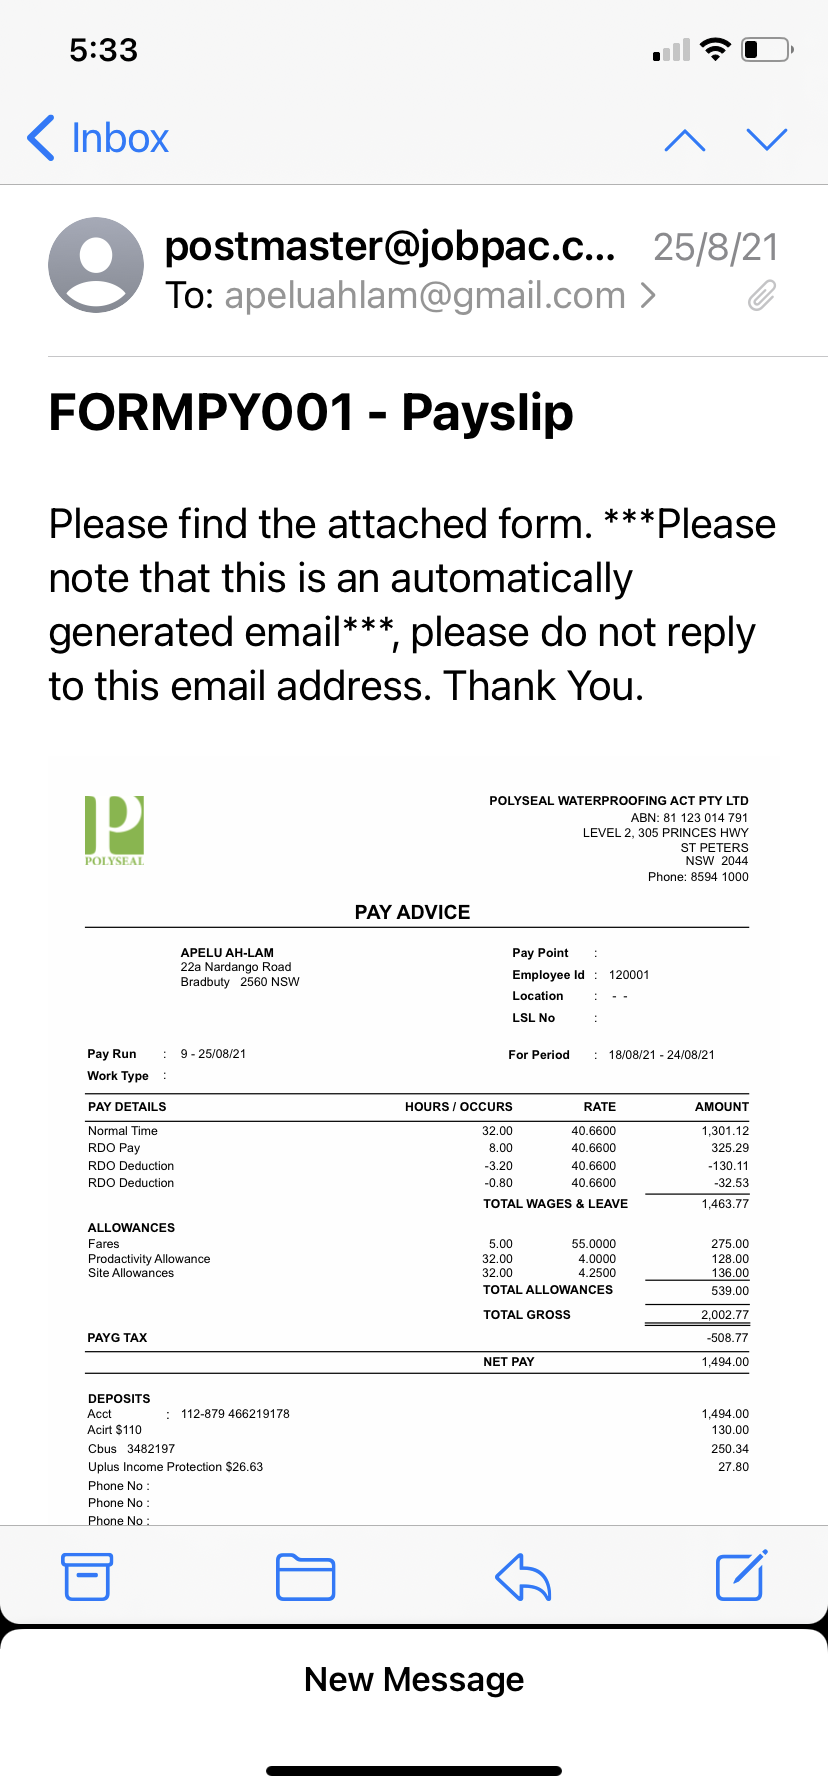 5:33
Inbox
postmaster@jobpac.c... 25/8/21
To: apeluahlam@gmail.com
FORMPY001 - Payslip
Please find the attached form. ***Please
note that this is an automatically
generated email***, please do not reply
to this email address. Thank You.
POLYSEAL
POLYSEAL WATERPROOFING ACT PTY LTD
ABN: 81 123 014 791
LEVEL 2, 305 PRINCES HWY
ST PETERS
NSW 2044
Phone: 8594 1000
PAY ADVICE
APELU AH-LAM
22a Nardango Road
Bradbuty 2560 NSW
Pay Point :
Employee Id : 120001
Location : - -
LSL No :
Pay Run : 9 - 25/08/21
For Period : 18/08/21 - 24/08/21
Work Type :
PAY DETAILS HOURS / OCCURS RATE AMOUNT
Normal Time 32.00 40.6600 1,301.12
RDO Pay 8.00 40.6600 325.29
RDO Deduction -3.20 40.6600 -130.11
RDO Deduction -0.80 40.6600 -32.53
TOTAL WAGES & LEAVE 1,463.77
ALLOWANCES
Fares 5.00 55.0000 275.00
Prodactivity Allowance 32.00 4.0000 128.00
Site Allowances 32.00 4.2500 136.00
TOTAL ALLOWANCES 539.00
TOTAL GROSS 2,002.77
PAYG TAX -508.77
NET PAY 1,494.00
DEPOSITS
Acct : 112-879 466219178 1,494.00
Acirt $110 130.00
Cbus 3482197 250.34
Uplus Income Protection $26.63 27.80
Phone No :
Phone No :
Phone No :
New Message